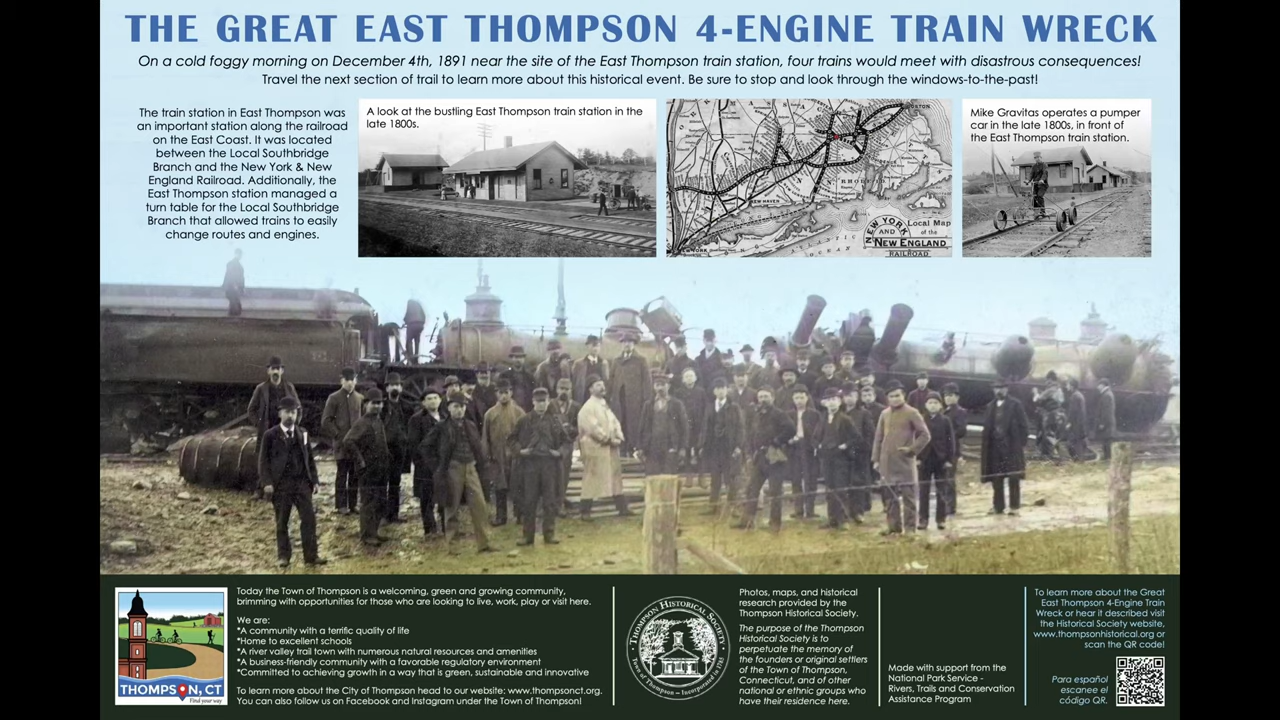 THE GREAT EAST THOMPSON 4-ENGINE TRAIN WRECK
On a cold foggy morning on December 4th, 1891 near the site of the East Thompson train station, four trains would meet with disastrous consequences!
Travel the next section of trail to learn more about this historical event. Be sure to stop and look through the windows-to-the-past!
The train station in East Thompson was
an important station along the railroad
on the East Coast. It was located
between the Local Southbridge
Branch and the New York & New
England Railroad. Additionally, the
East Thompson station managed a
turn table for the Local Southbridge
Branch that allowed trains to easily
change routes and engines.
A look at the bustling East Thompson train station in the
late 1800s.
BOSTON
NEW HAVEN
NEW YORK
ATLANTIC
OCEAN
Local Map
of the
NEW YORK
AND
NEW ENGLAND
RAILROAD
Mike Gravitas operates a pumper
car in the late 1800s, in front of
the East Thompson train station.
THOMPSON, CT
Find your way
Today the Town of Thompson is a welcoming, green and growing community,
brimming with opportunities for those who are looking to live, work, play or visit here.
We are:
*A community with a terrific quality of life
*Home to excellent schools
*A river valley trail town with numerous natural resources and amenities
*A business-friendly community with a favorable regulatory environment
*Committed to achieving growth in a way that is green, sustainable and innovative
To learn more about the City of Thompson head to our website: www.thompsonct.org.
You can also follow us on Facebook and Instagram under the Town of Thompson!
THOMPSON HISTORICAL SOCIETY
Town of Thompson - Incorporated in 1785
Photos, maps, and historical
research provided by the
Thompson Historical Society.
The purpose of the Thompson
Historical Society is to
perpetuate the memory of
the founders or original settlers
of the Town of Thompson,
Connecticut, and of other
national or ethnic groups who
have their residence here.
Made with support from the
National Park Service -
Rivers, Trails and Conservation
Assistance Program
To learn more about the Great
East Thompson 4-Engine Train
Wreck or hear it described visit
the Historical Society website,
www.thompsonhistorical.org or
scan the QR code!
Para español
escanee el
código QR.